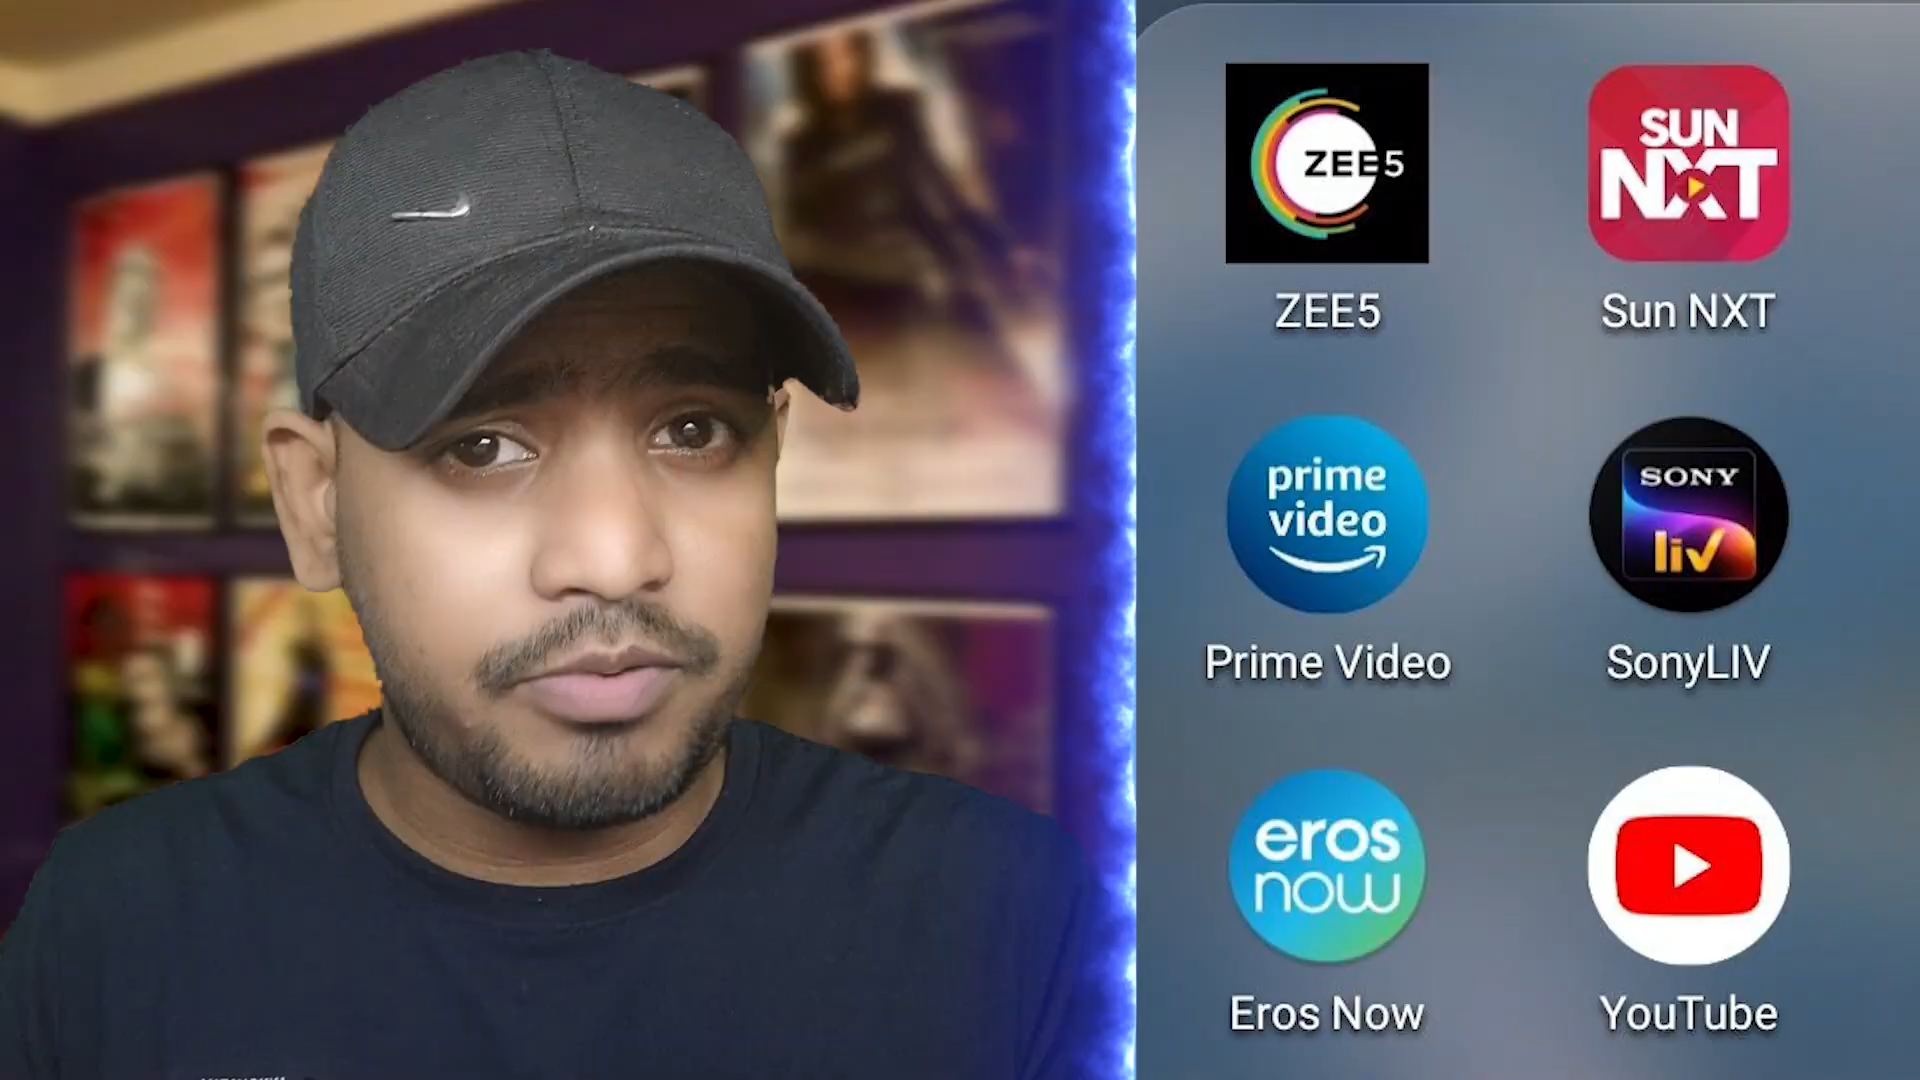 ZEE5
SUN
NXT
ZEE5
Sun NXT
prime
video
SONY
liv
Prime Video
SonyLIV
eros
now
Eros Now
YouTube